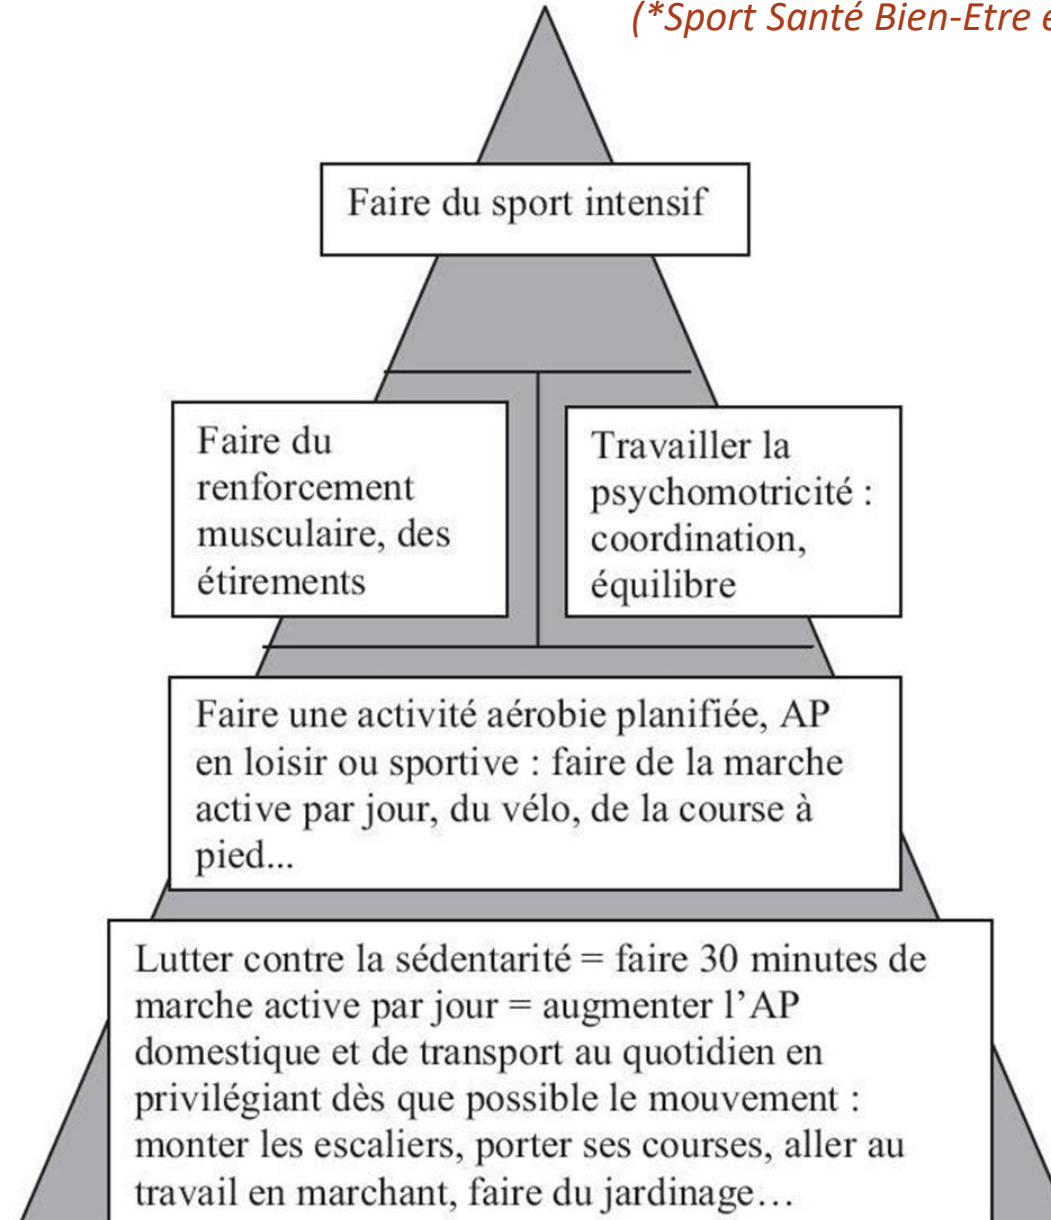 (*Sport Santé Bien-Etre e
Faire du sport intensif
Faire du
renforcement
musculaire, des
étirements
Travailler la
psychomotricité :
coordination,
équilibre
Faire une activité aérobie planifiée, AP
en loisir ou sportive : faire de la marche
active par jour, du vélo, de la course à
pied...
Lutter contre la sédentarité = faire 30 minutes de
marche active par jour = augmenter l’AP
domestique et de transport au quotidien en
privilégiant dès que possible le mouvement :
monter les escaliers, porter ses courses, aller au
travail en marchant, faire du jardinage…